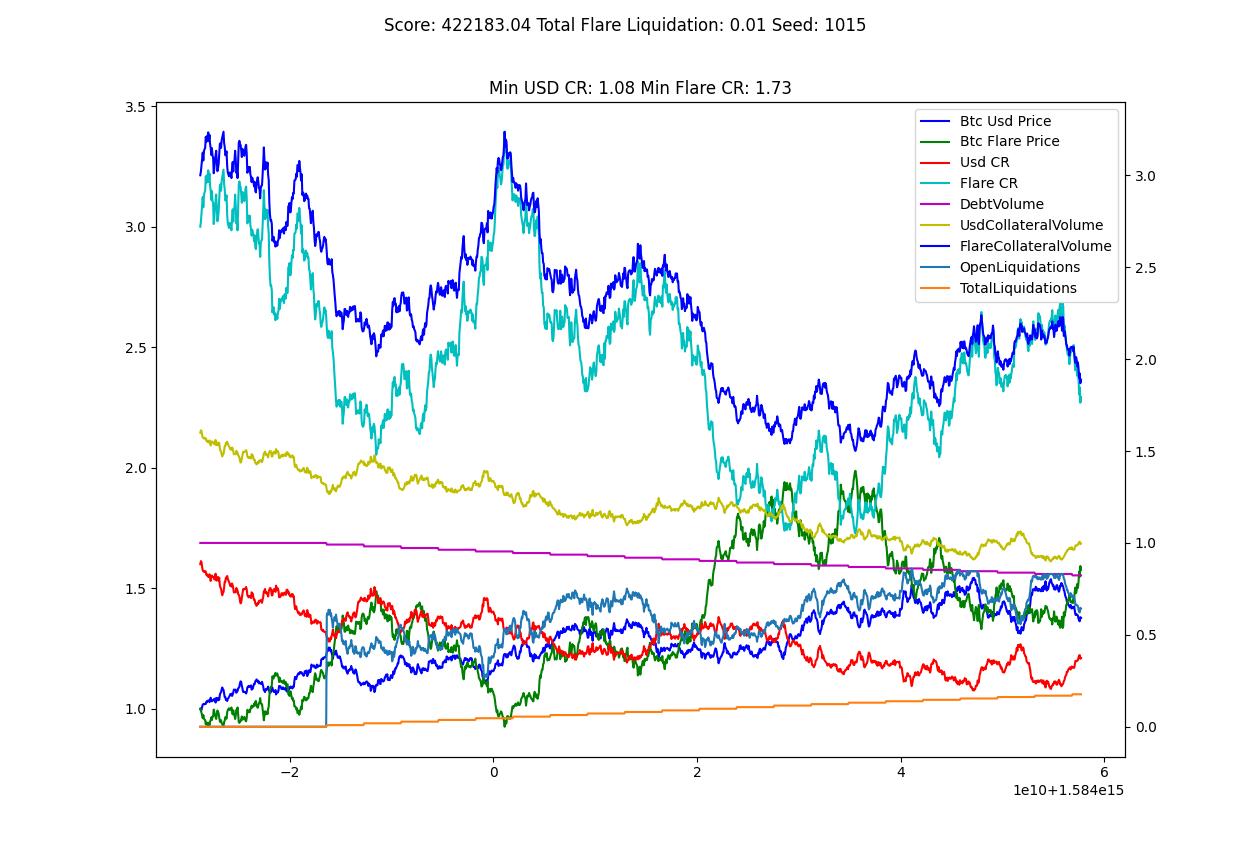 Score: 422183.04 Total Flare Liquidation: 0.01 Seed: 1015
Min USD CR: 1.08 Min Flare CR: 1.73
3.5
3.0
2.5
2.0
1.5
1.0
Btc Usd Price
Btc Flare Price
Usd CR
Flare CR
DebtVolume
UsdCollateralVolume
FlareCollateralVolume
OpenLiquidations
TotalLiquidations
3.0
2.5
2.0
1.5
1.0
0.5
0.0
−2 0 2 4 6
1e10+1.584e15